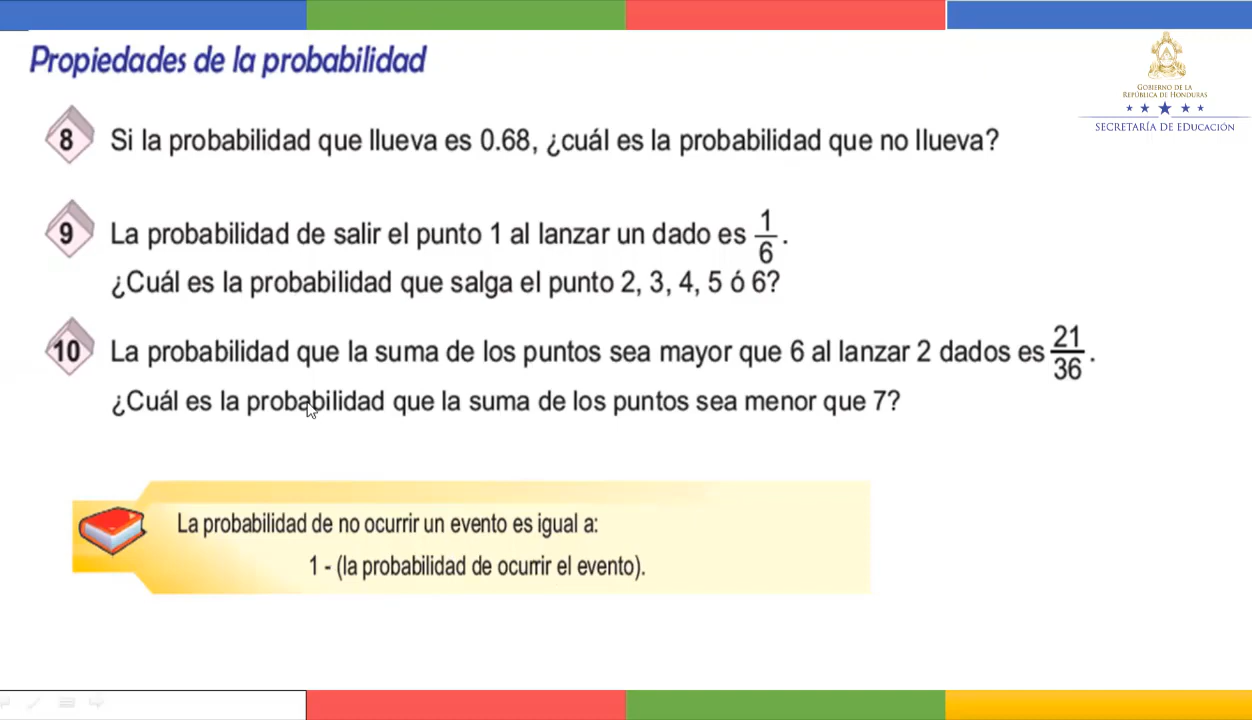 Propiedades de la probabilidad
GOBIERNO DE LA
REPÚBLICA DE HONDURAS
SECRETARÍA DE EDUCACIÓN
8 Si la probabilidad que llueva es 0.68, ¿cuál es la probabilidad que no llueva?
9 La probabilidad de salir el punto 1 al lanzar un dado es 1/6.
¿Cuál es la probabilidad que salga el punto 2, 3, 4, 5 ó 6?
10 La probabilidad que la suma de los puntos sea mayor que 6 al lanzar 2 dados es 21/36.
¿Cuál es la probabilidad que la suma de los puntos sea menor que 7?
La probabilidad de no ocurrir un evento es igual a:
1 - (la probabilidad de ocurrir el evento).